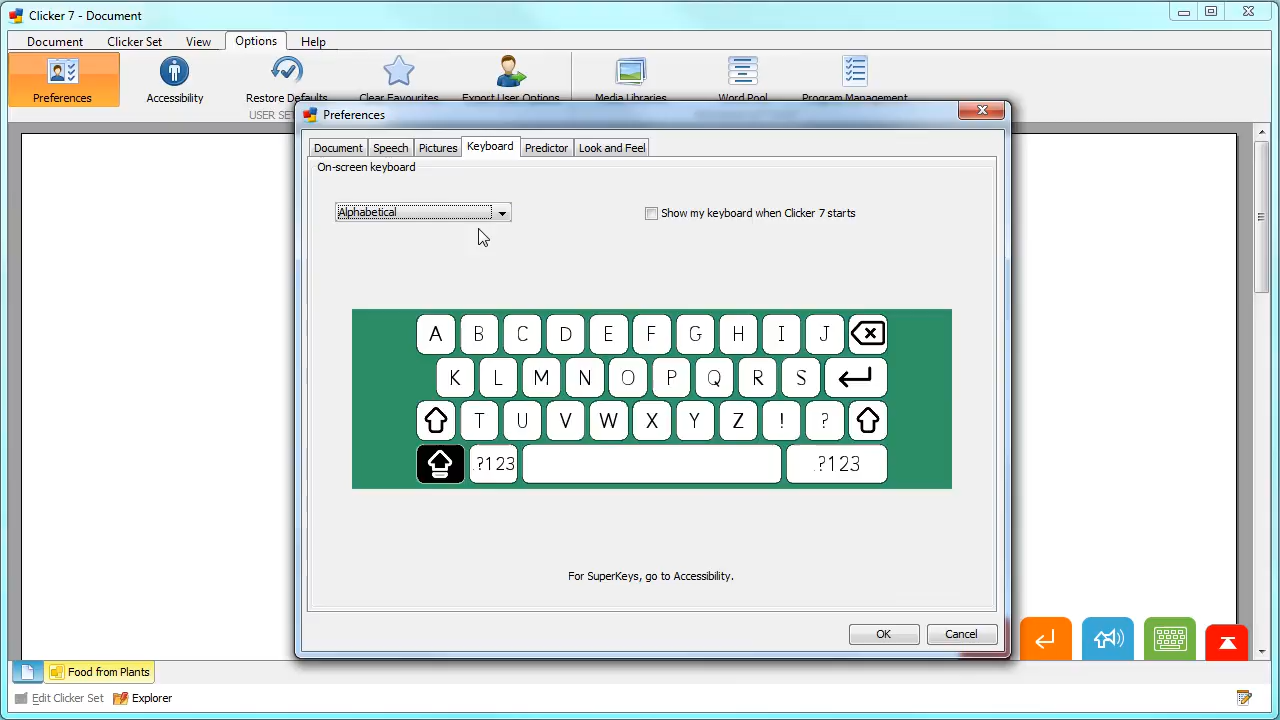 Clicker 7 - Document
Document Clicker Set View Options Help
Preferences Accessibility Restore Defaults Clear Favourites Export User Options Media Libraries Word Pool Program Management
USER SE
Preferences
Document Speech Pictures Keyboard Predictor Look and Feel
On-screen keyboard
Alphabetical Show my keyboard when Clicker 7 starts
A B C D E F G H I J
K L M N O P Q R S
T U V W X Y Z ! ?
.?123 .?123
For SuperKeys, go to Accessibility.
OK Cancel
Food from Plants
Edit Clicker Set Explorer